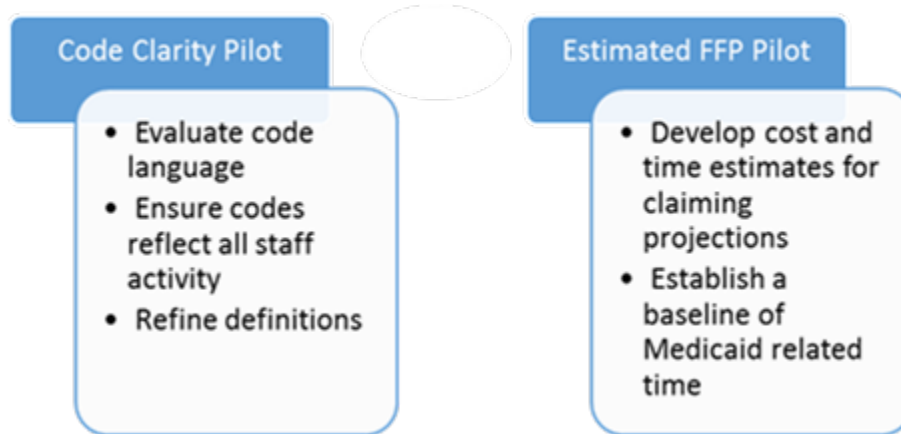 Code Clarity Pilot
• Evaluate code
language
• Ensure codes
reflect all staff
activity
• Refine definitions
Estimated FFP Pilot
• Develop cost and
time estimates for
claiming
projections
• Establish a
baseline of
Medicaid related
time